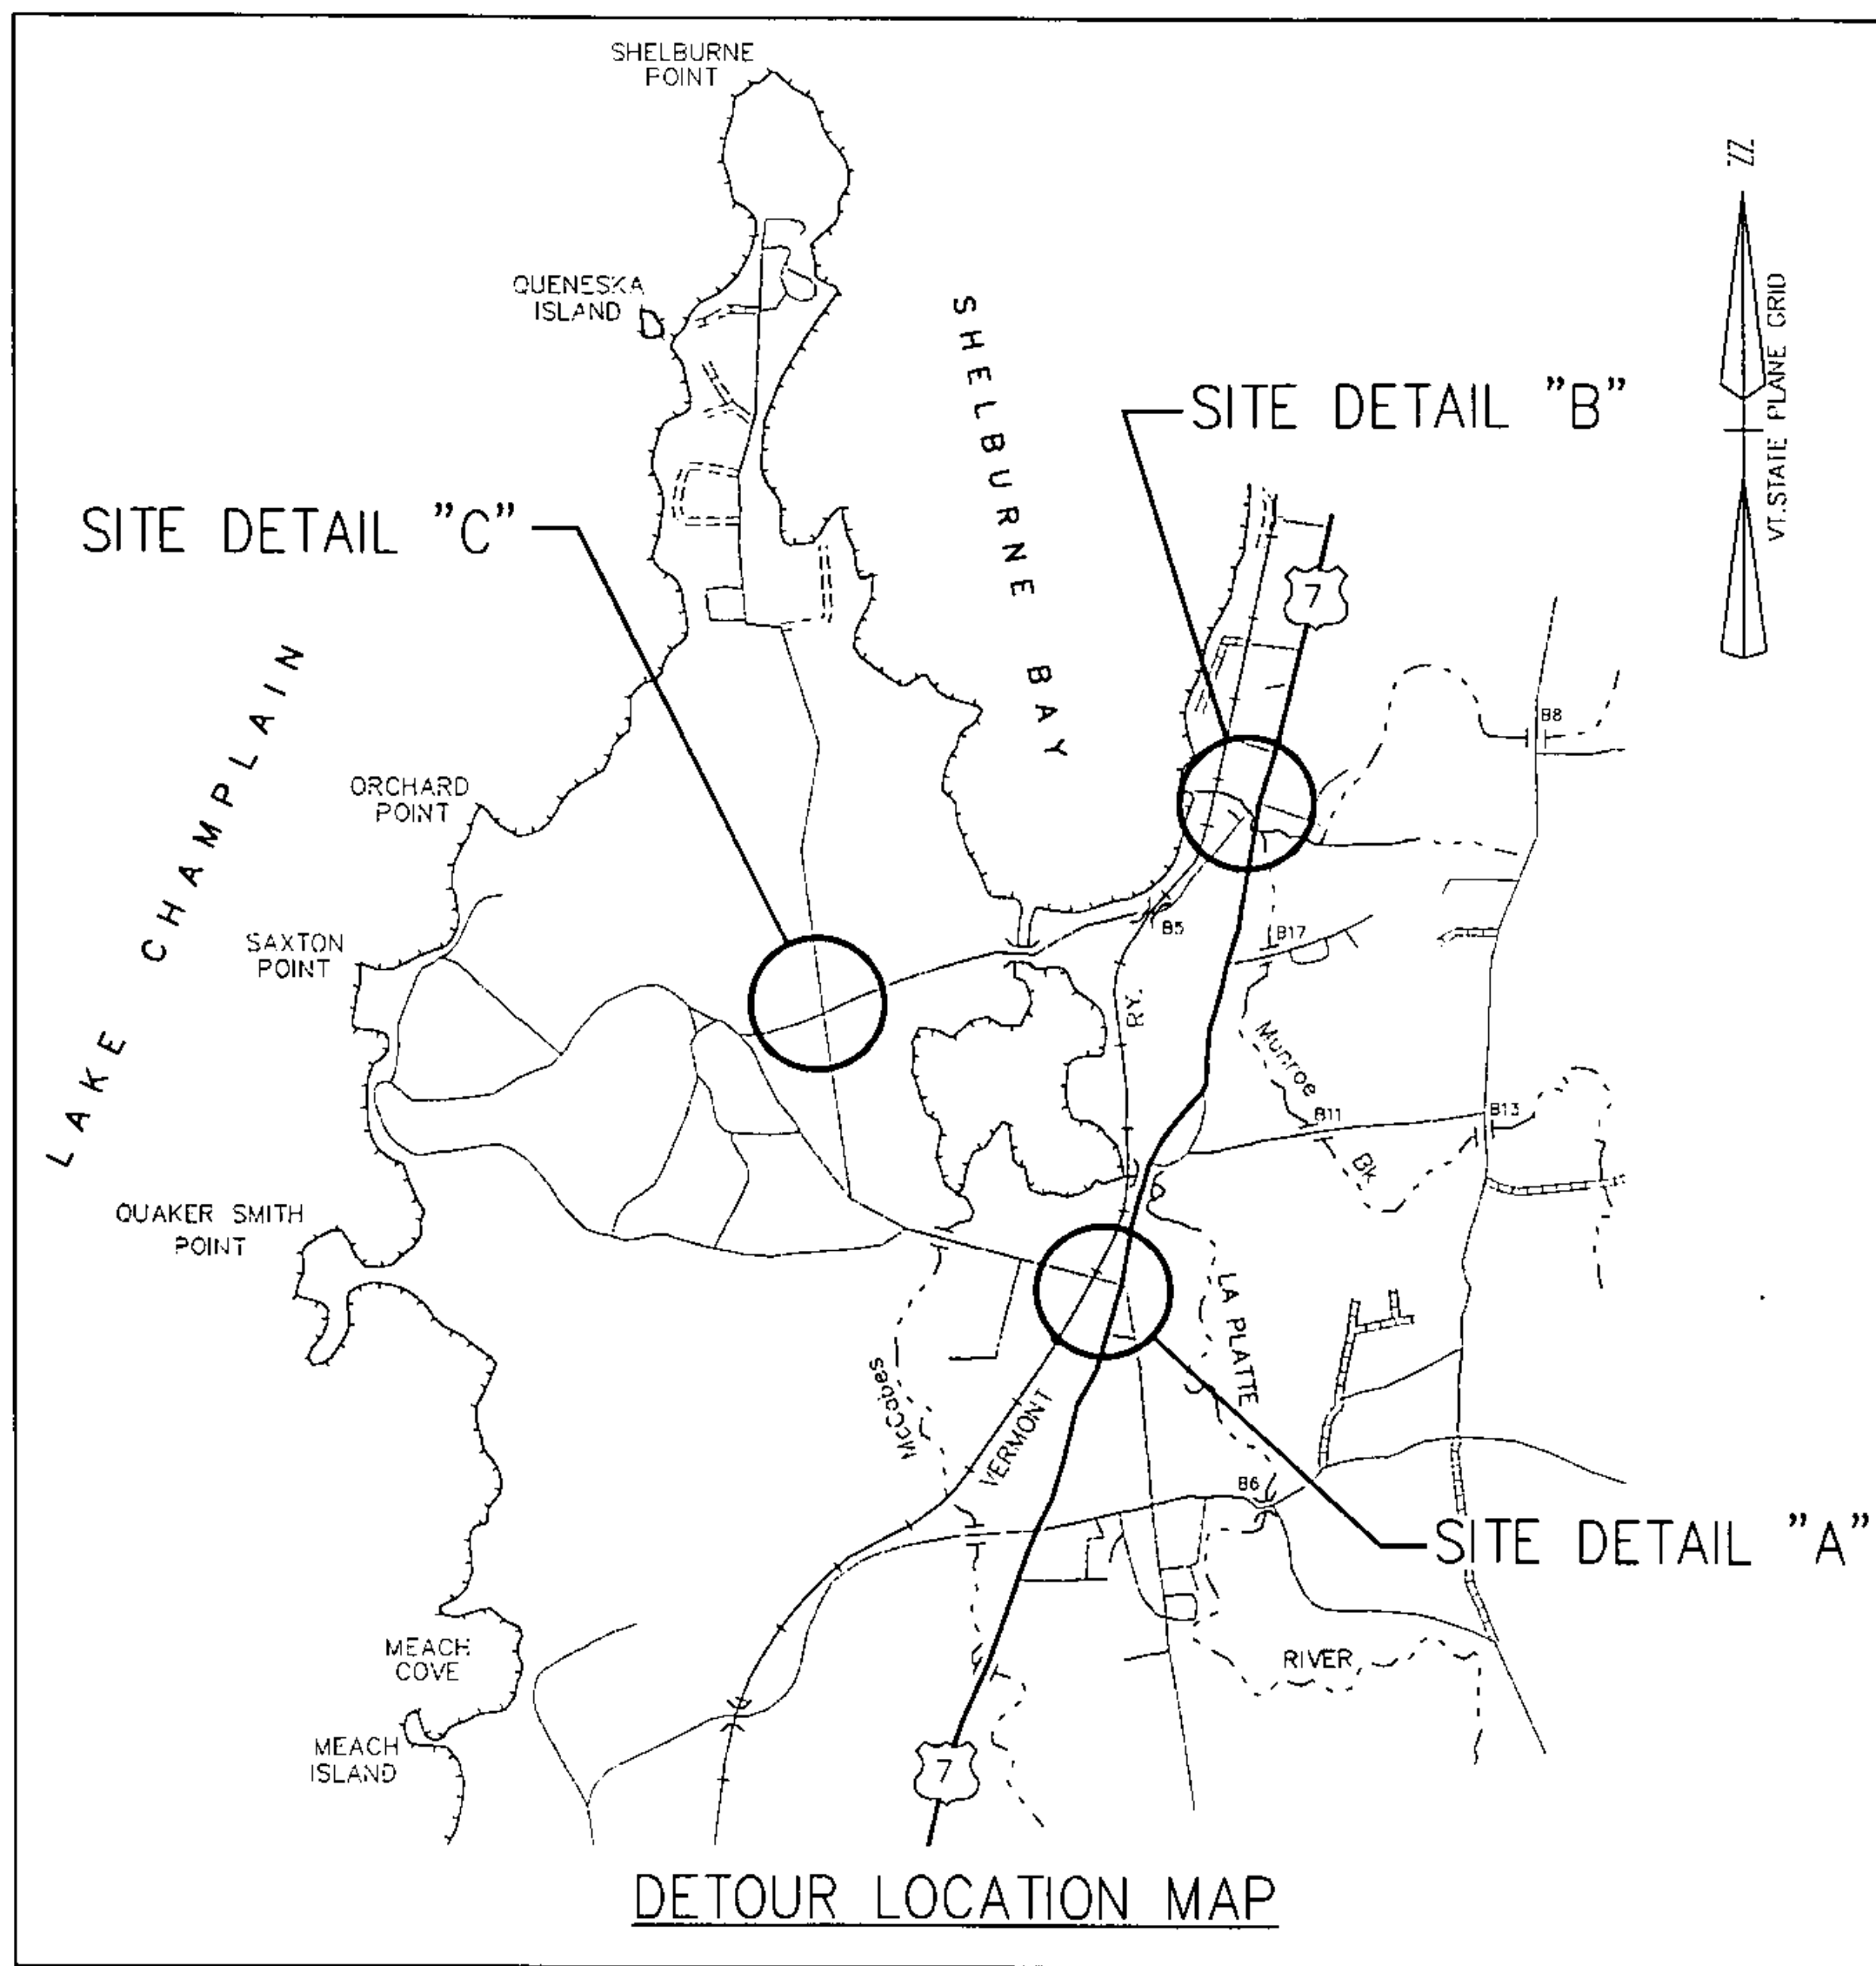 SHELBURNE
POINT
QUENESKA
ISLAND
SHELBURNE BAY
SITE DETAIL "B"
VT. STATE PLANE GRID
SITE DETAIL "C"
7
LAKE CHAMPLAIN
B8
ORCHARD
POINT
SAXTON
POINT
B5
B17
RY.
Munroe
B11
B13
Bk
QUAKER SMITH
POINT
LA PLATTE
McCabes
VERMONT
B6
SITE DETAIL "A"
RIVER
MEACH
COVE
MEACH
ISLAND
7
DETOUR LOCATION MAP